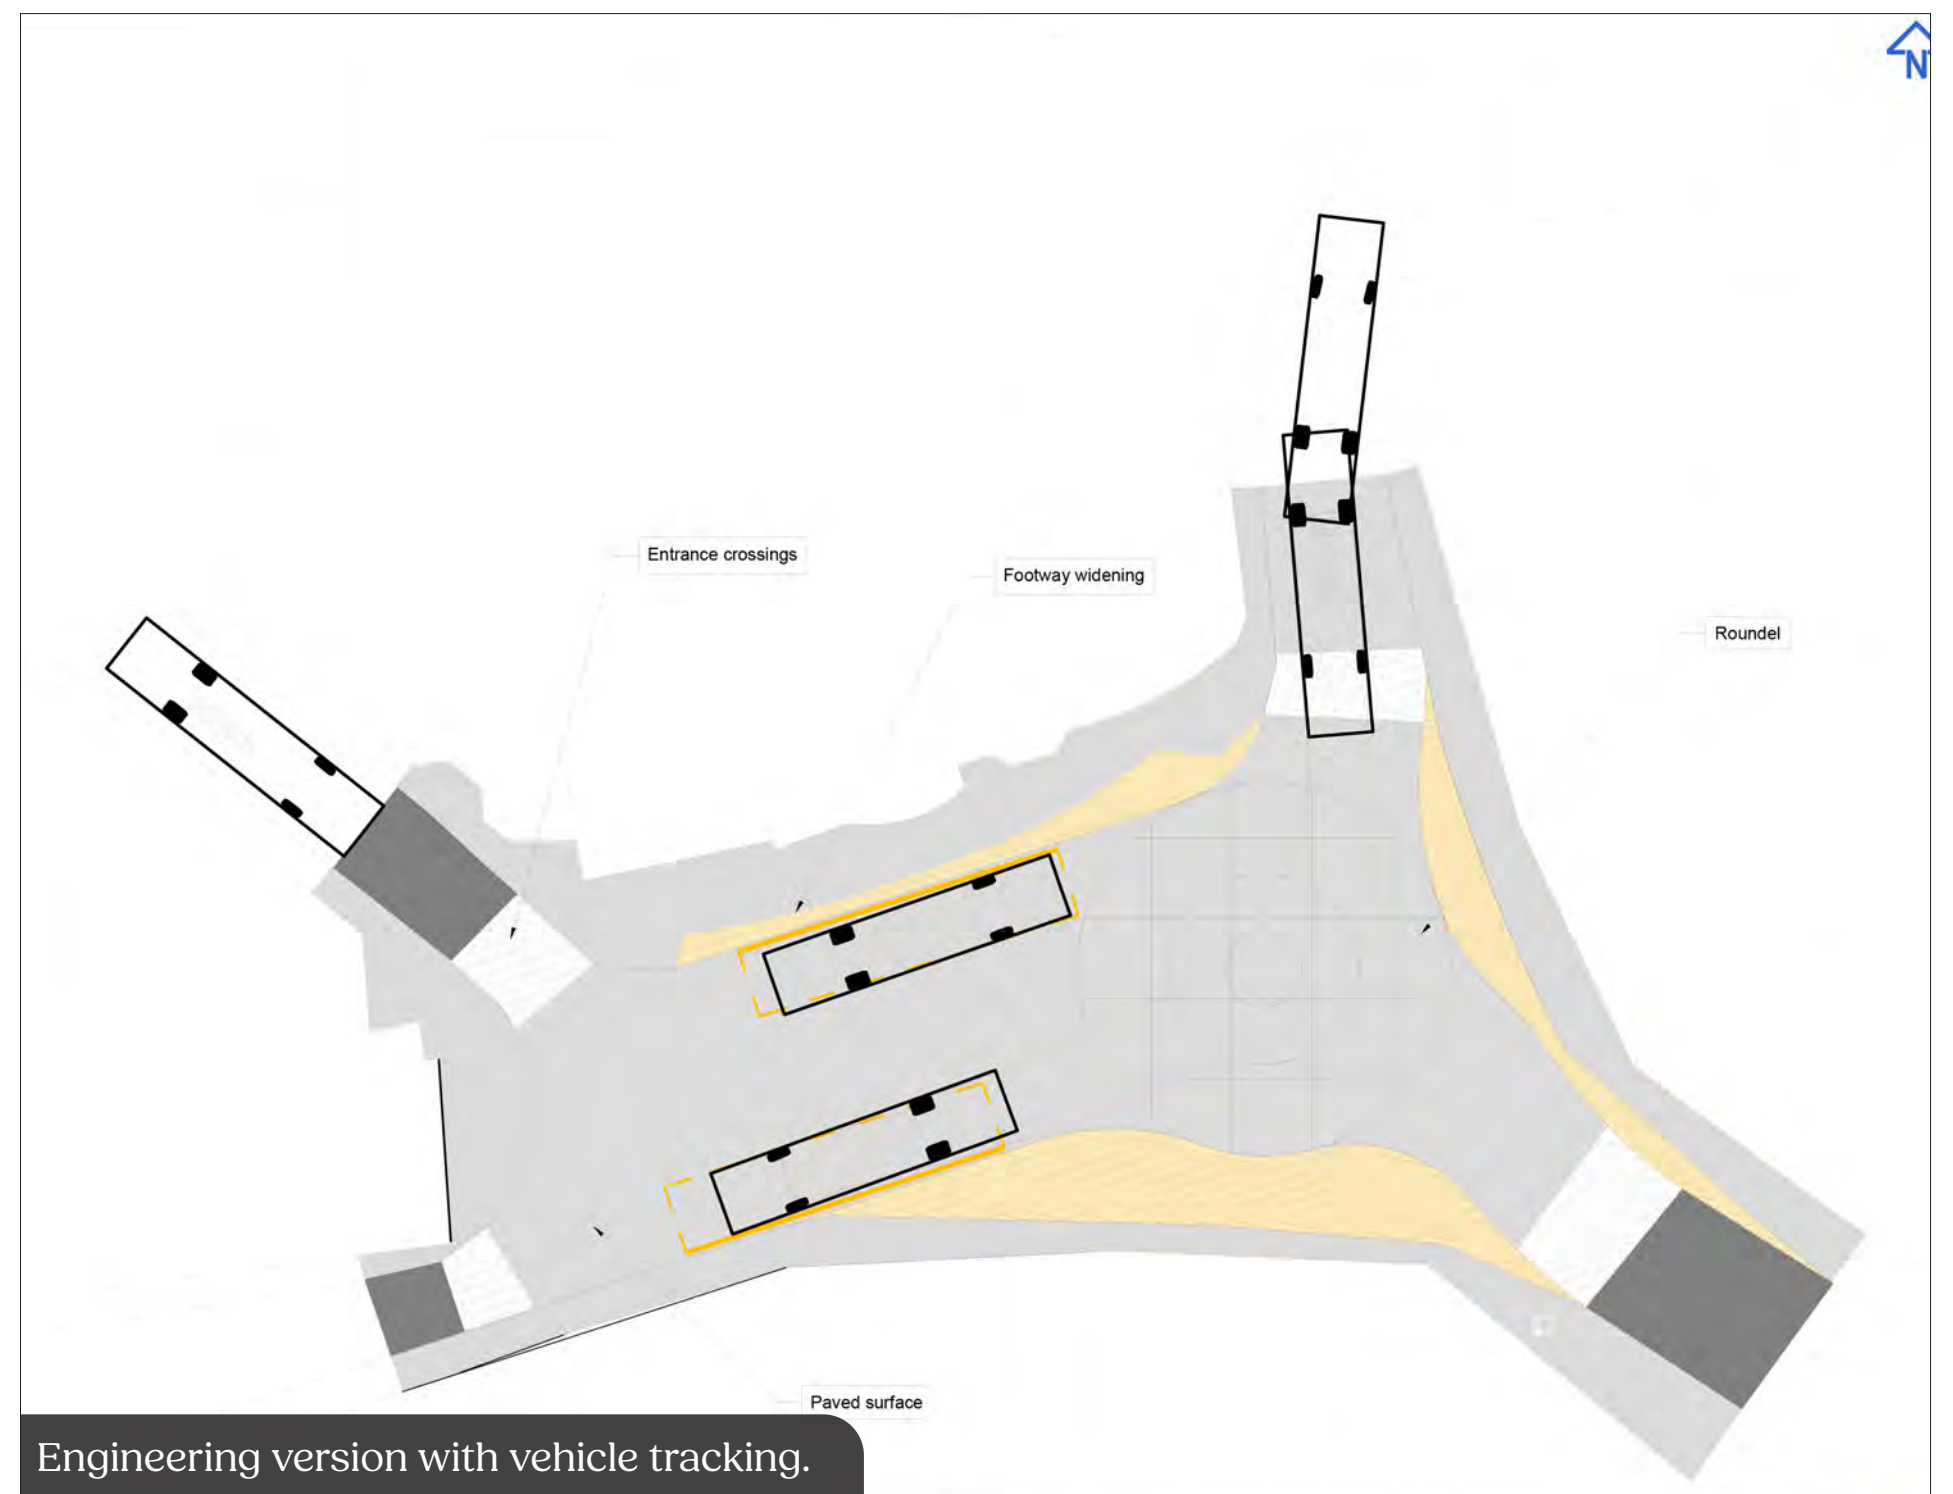 N
Entrance crossings
Footway widening
Roundel
Paved surface
Engineering version with vehicle tracking.